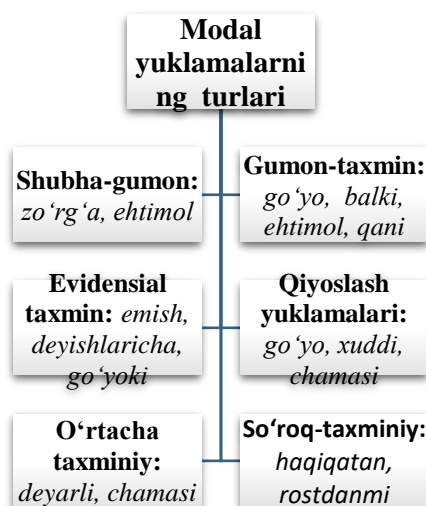 Modal
yuklamalarni
ng turlari
Shubha-gumon:
zo‘rg‘a, ehtimol
Gumon-taxmin:
go‘yo, balki,
ehtimol, qani
Evidensial
taxmin: emish,
deyishlaricha,
go‘yoki
Qiyoslash
yuklamalari:
go‘yo, xuddi,
chamasi
O‘rtacha
taxminiy:
deyarli, chamasi
So‘roq-taxminiy:
haqiqatan,
rostdanmi